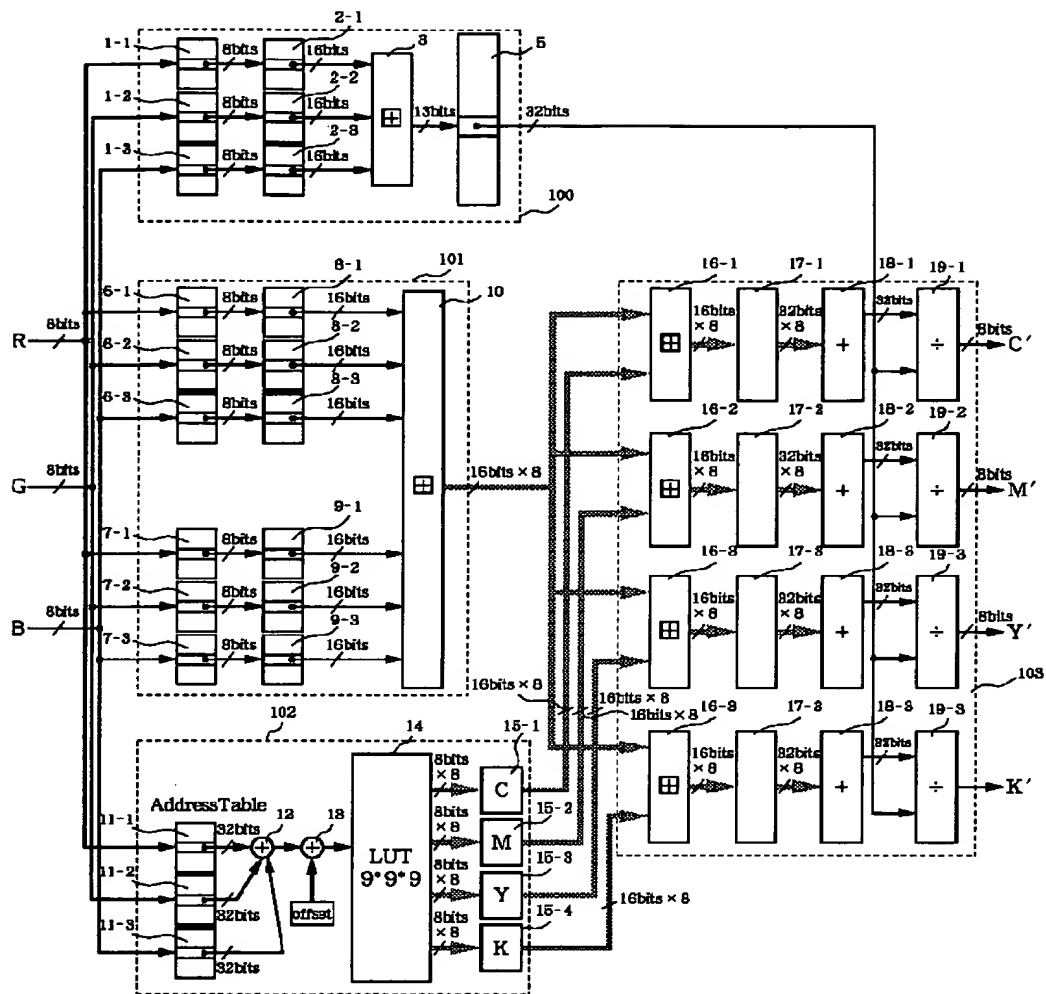 2-1
1-1
8bits
16bits
3
5
1-2
2-2
8bits
16bits
13bits
32bits
1-3
2-3
8bits
16bits
100
101
6-1
8-1
10
8bits
16bits
R
8bits
6-2
8-2
8bits
16bits
6-3
8-3
8bits
16bits
G
8bits
16bits × 8
7-1
9-1
8bits
16bits
7-2
9-2
8bits
16bits
B
8bits
7-3
9-3
8bits
16bits
16-1
17-1
18-1
19-1
16bits
× 8
32bits
× 8
+
32bits
÷
8bits
C′
16-2
17-2
18-2
19-2
16bits
× 8
32bits
× 8
+
32bits
÷
8bits
M′
16-3
17-3
18-3
19-3
16bits
× 8
32bits
× 8
+
32bits
÷
8bits
Y′
103
16bits × 8
16bits × 8
16bits × 8
16-3
17-3
18-3
19-3
16bits
× 8
32bits
× 8
+
32bits
÷
K′
102
14
15-1
8bits
× 8
C
AddressTable
11-1
32bits
12
13
15-2
8bits
× 8
M
LUT
9*9*9
11-2
32bits
offset
15-3
8bits
× 8
Y
11-3
32bits
15-4
8bits
× 8
K
16bits × 8